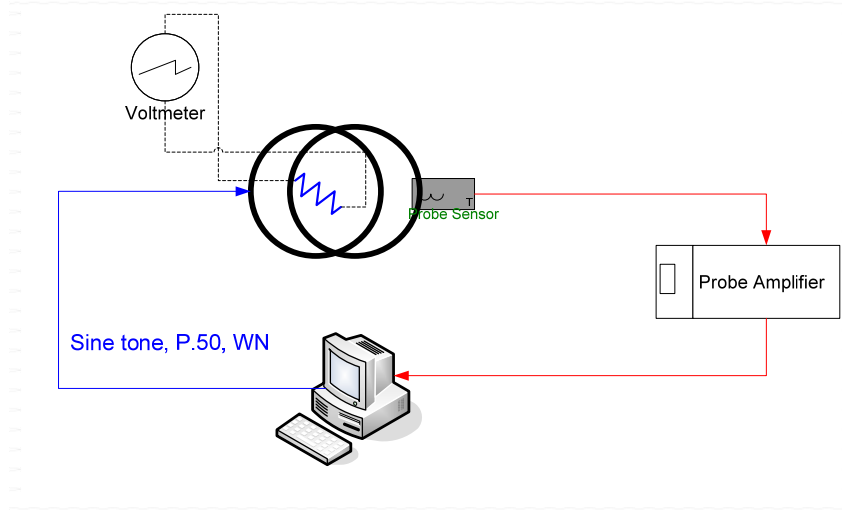 Voltmeter
T
Probe Sensor
Probe Amplifier
Sine tone, P.50, WN